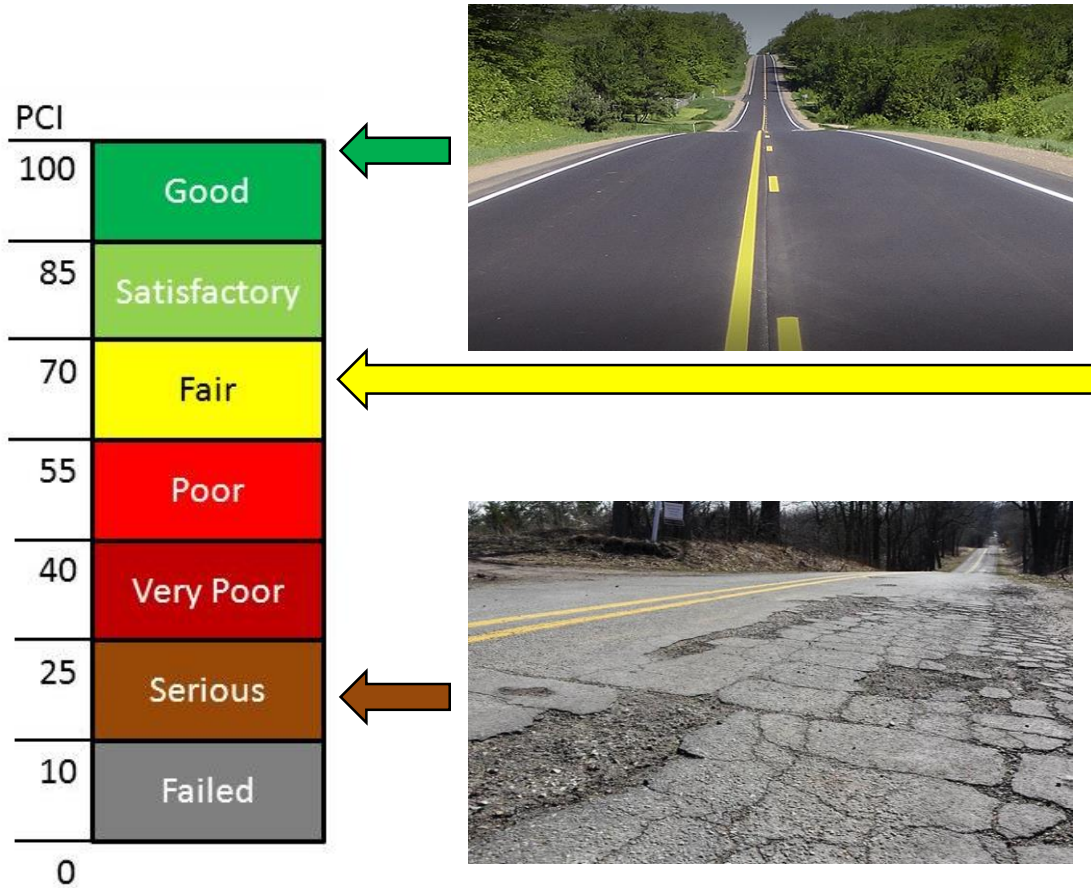 PCI
100
Good
85
Satisfactory
70
Fair
55
Poor
40
Very Poor
25
Serious
10
Failed
0